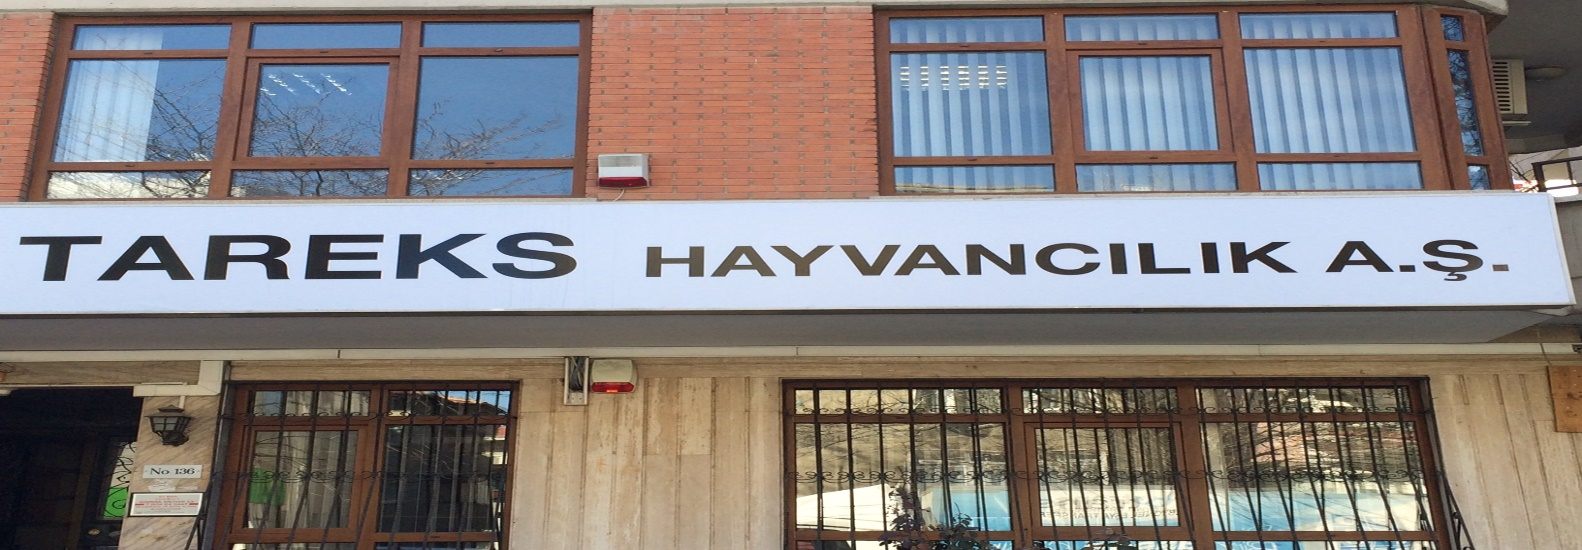 TAREKS HAYVANCILIK A.Ş.
No 136